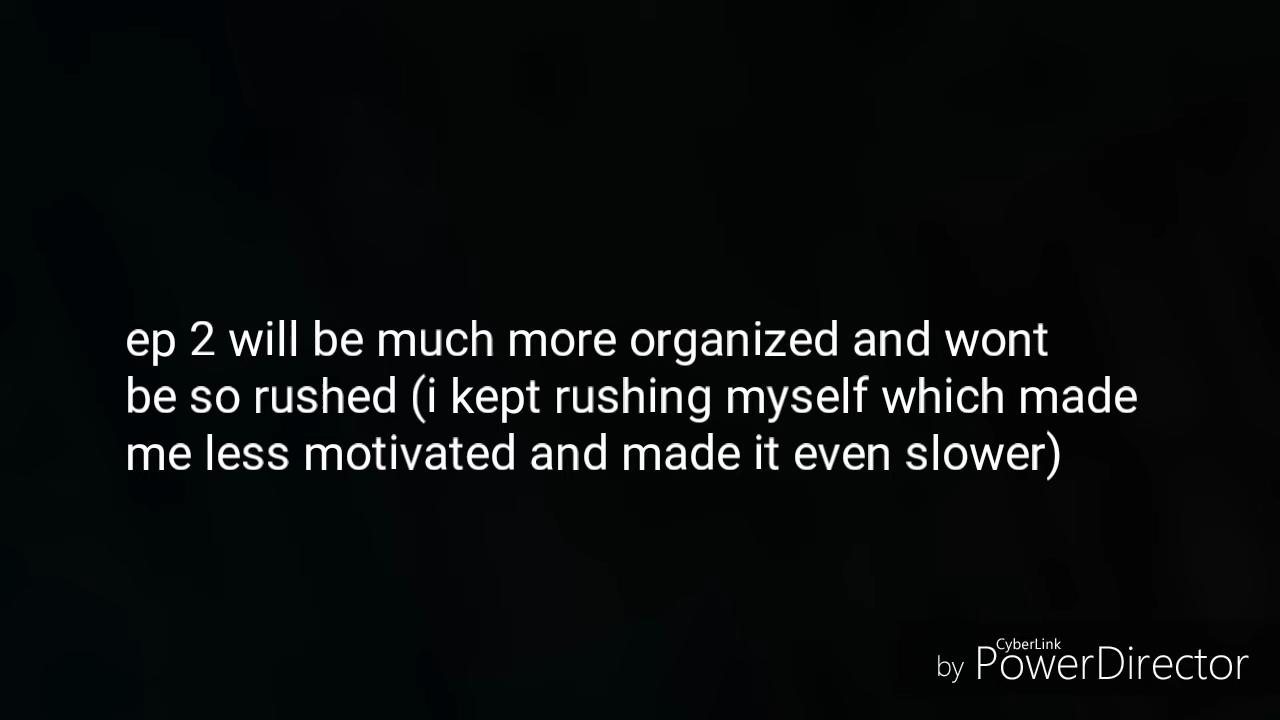 ep 2 will be much more organized and wont
be so rushed (i kept rushing myself which made
me less motivated and made it even slower)
CyberLink
by PowerDirector